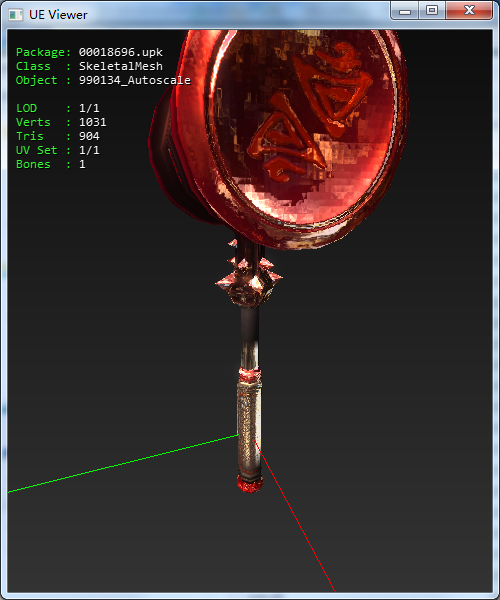 UE Viewer
Package: 00018696.upk
Class  : SkeletalMesh
Object : 990134_Autoscale
LOD    : 1/1
Verts  : 1031
Tris   : 904
UV Set : 1/1
Bones  : 1